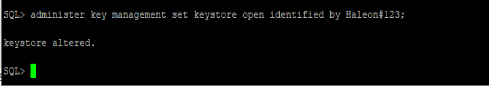 SQL> administer key management set keystore open identified by Haleon#123;
keystore altered.
SQL>